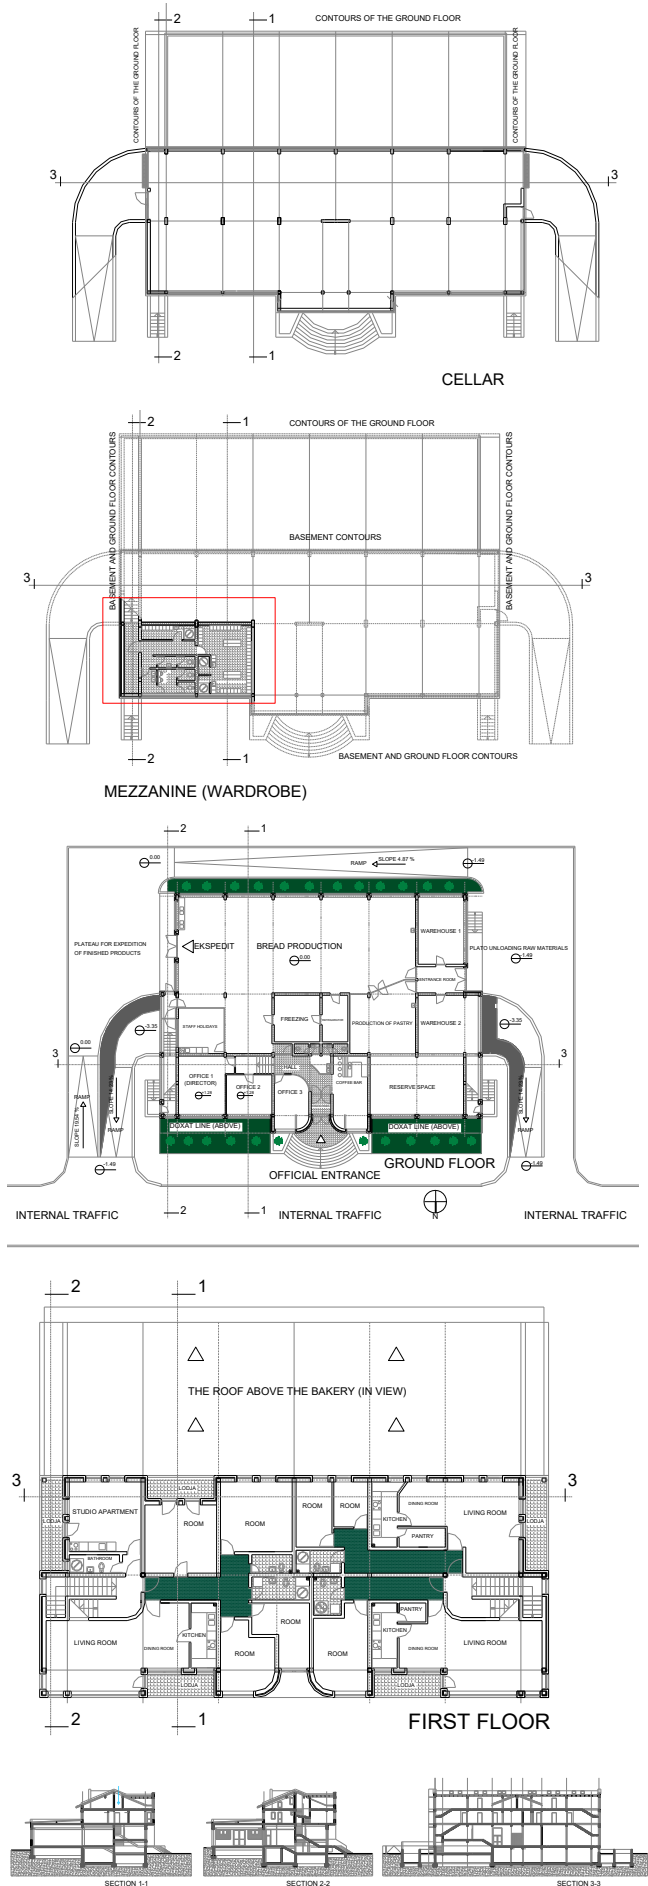 2
1
CONTOURS OF THE GROUND FLOOR
CONTOURS OF THE GROUND FLOOR
CONTOURS OF THE GROUND FLOOR
3
3
2
1
CELLAR
2
1
CONTOURS OF THE GROUND FLOOR
BASEMENT AND GROUND FLOOR CONTOURS
BASEMENT AND GROUND FLOOR CONTOURS
BASEMENT CONTOURS
3
3
2
1
BASEMENT AND GROUND FLOOR CONTOURS
MEZZANINE (WARDROBE)
2
1
0.00
RAMP
SLOPE 4.87 %
-1.49
PLATEAU FOR EXPEDITION
OF FINISHED PRODUCTS
EKSPEDIT
BREAD PRODUCTION
0.00
WAREHOUSE 1
PLATO UNLOADING RAW MATERIALS
-1.49
ENTRANCE ROOM
FREEZING
STAFF HOLIDAYS
PRODUCTION OF PASTRY
WAREHOUSE 2
-3.35
-3.35
0.00
3
3
HALL
OFFICE 1
(DIRECTOR)
OFFICE 2
OFFICE 3
COFFEE BAR
RESERVE SPACE
RAMP
SLOPE 19.54 %
RAMP
RAMP
DOXAT LINE (ABOVE)
DOXAT LINE (ABOVE)
-1.49
-1.49
GROUND FLOOR
OFFICIAL ENTRANCE
INTERNAL TRAFFIC
2
1
INTERNAL TRAFFIC
N
INTERNAL TRAFFIC
2
1
THE ROOF ABOVE THE BAKERY (IN VIEW)
3
3
LODJA
LODJA
LODJA
STUDIO APARTMENT
ROOM
ROOM
ROOM
ROOM
KITCHEN
DINING ROOM
LIVING ROOM
PANTRY
BATHROOM
LIVING ROOM
DINING ROOM
KITCHEN
ROOM
ROOM
ROOM
PANTRY
KITCHEN
DINING ROOM
LIVING ROOM
LODJA
LODJA
2
1
FIRST FLOOR
SECTION 1-1
SECTION 2-2
SECTION 3-3